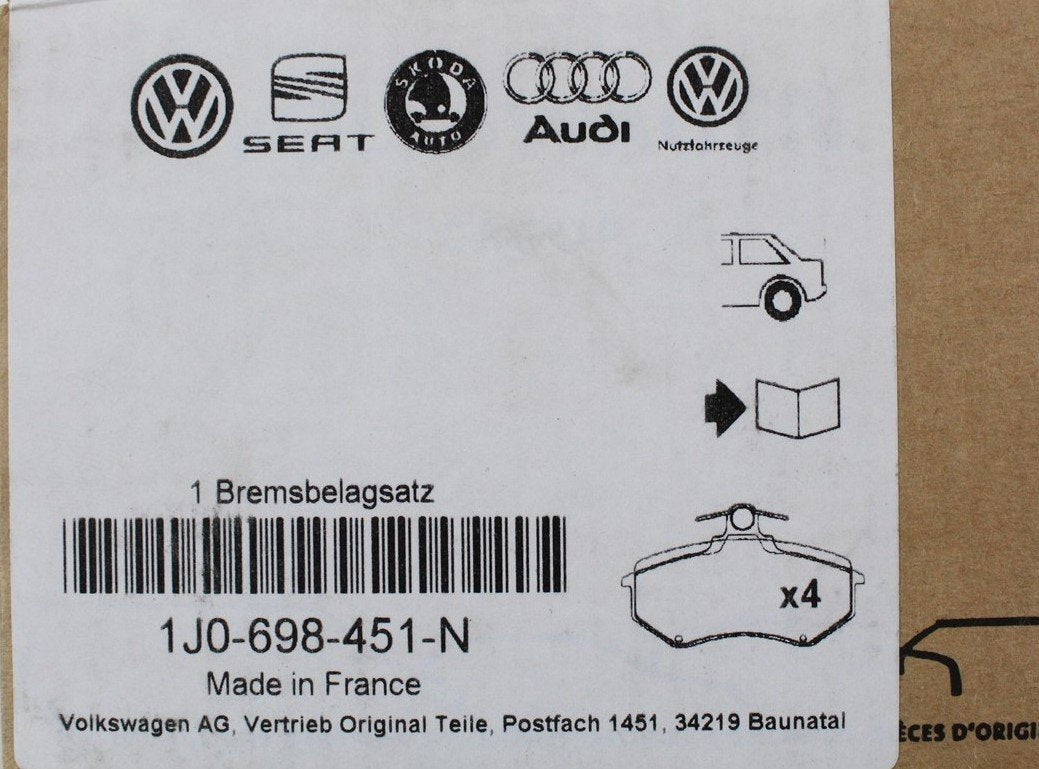 SEAT
SKODA
AUTO
Audi
Nutzfahrzeuge
1 Bremsbelagsatz
x4
1J0-698-451-N
Made in France
Volkswagen AG, Vertrieb Original Teile, Postfach 1451, 34219 Baunatal
ÈCES D'ORIGI